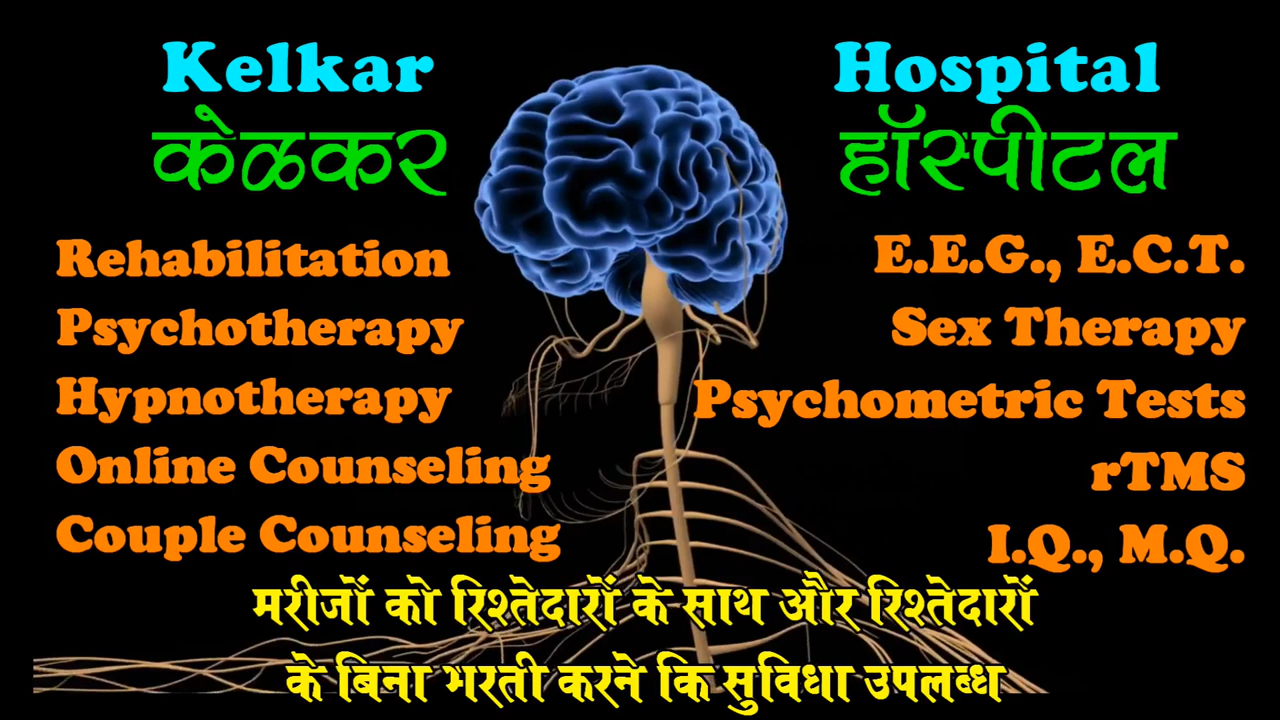 Kelkar Hospital
केळकर हॉस्पीटल
Rehabilitation
Psychotherapy
Hypnotherapy
Online Counseling
Couple Counseling
E.E.G., E.C.T.
Sex Therapy
Psychometric Tests
rTMS
I.Q., M.Q.
मरीजों को रिश्तेदारों के साथ और रिश्तेदारों
के बिना भरती करने कि सुविधा उपलब्ध